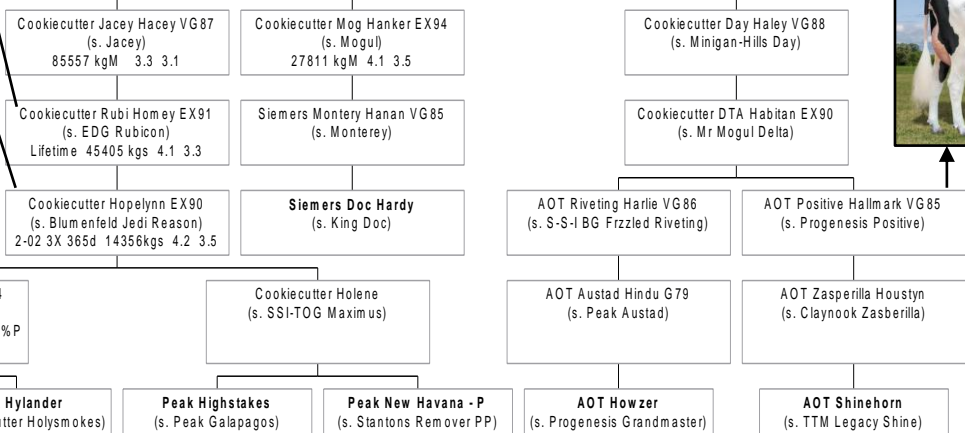 Cookiecutter Jacey Hacey VG87
(s. Jacey)
85557 kgM 3.3 3.1
Cookiecutter Mog Hanker EX94
(s. Mogul)
27811 kgM 4.1 3.5
Cookiecutter Day Haley VG88
(s. Minigan-Hills Day)
Cookiecutter Rubi Homey EX91
(s. EDG Rubicon)
Lifetime 45405 kgs 4.1 3.3
Siemers Montery Hanan VG85
(s. Monterey)
Cookiecutter DTA Habitan EX90
(s. Mr Mogul Delta)
Cookiecutter Hopelynn EX90
(s. Blumenfeld Jedi Reason)
2-02 3X 365d 14356kgs 4.2 3.5
Siemers Doc Hardy
(s. King Doc)
AOT Riveting Harlie VG86
(s. S-S-I BG Frzzled Riveting)
AOT Positive Hallmark VG85
(s. Progenesis Positive)
%P
Cookiecutter Holene
(s. SSI-TOG Maximus)
AOT Austad Hindu G79
(s. Peak Austad)
AOT Zasperilla Houstyn
(s. Claynook Zasberilla)
Hylander
tter Holysmokes)
Peak Highstakes
(s. Peak Galapagos)
Peak New Havana - P
(s. Stantons Remover PP)
AOT Howzer
(s. Progenesis Grandmaster)
AOT Shinehorn
(s. TTM Legacy Shine)